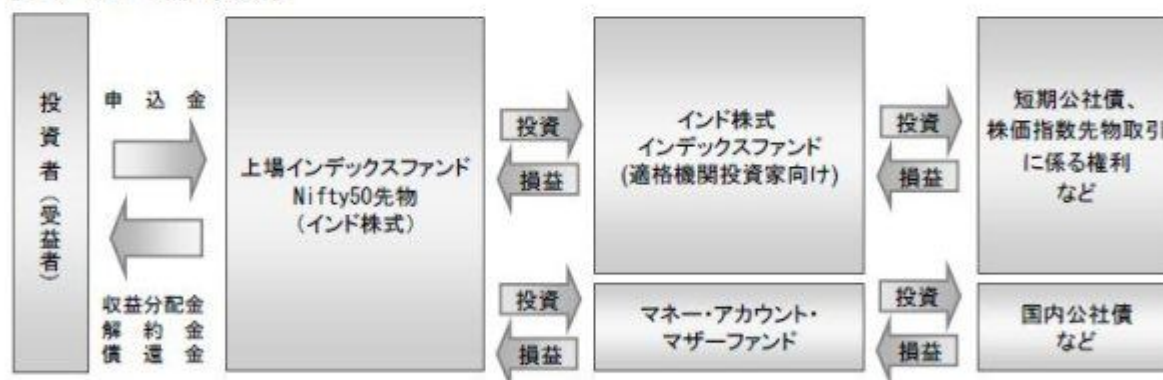 投資者(受益者)
申込金
収益分配金
解約金
償還金
上場インデックスファンド
Nifty50先物
(インド株式)
投資
損益
インド株式
インデックスファンド
(適格機関投資家向け)
投資
損益
短期公社債、
株価指数先物取引
に係る権利
など
投資
損益
マネー・アカウント・
マザーファンド
投資
損益
国内公社債
など